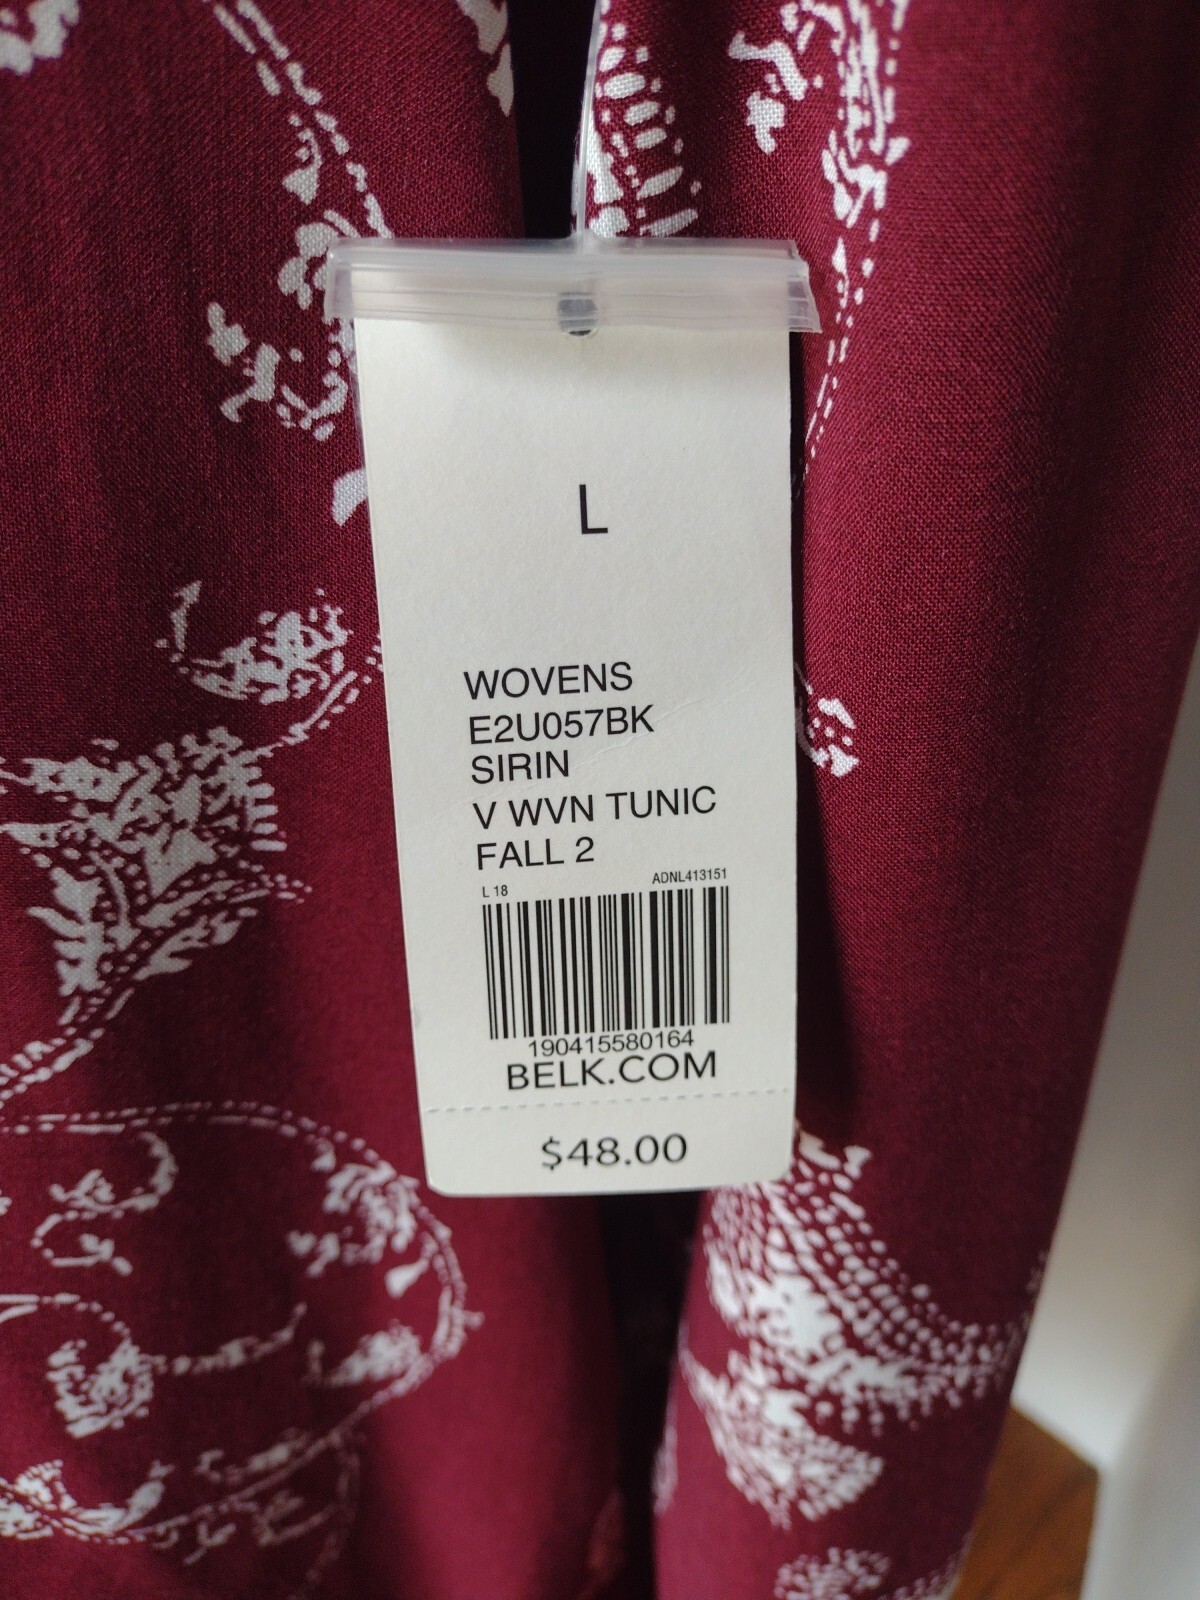 L
WOVENS
E2U057BK
SIRIN
V WVN TUNIC
FALL 2
L 18 ADNL413151
190415580164
BELK.COM
$48.00